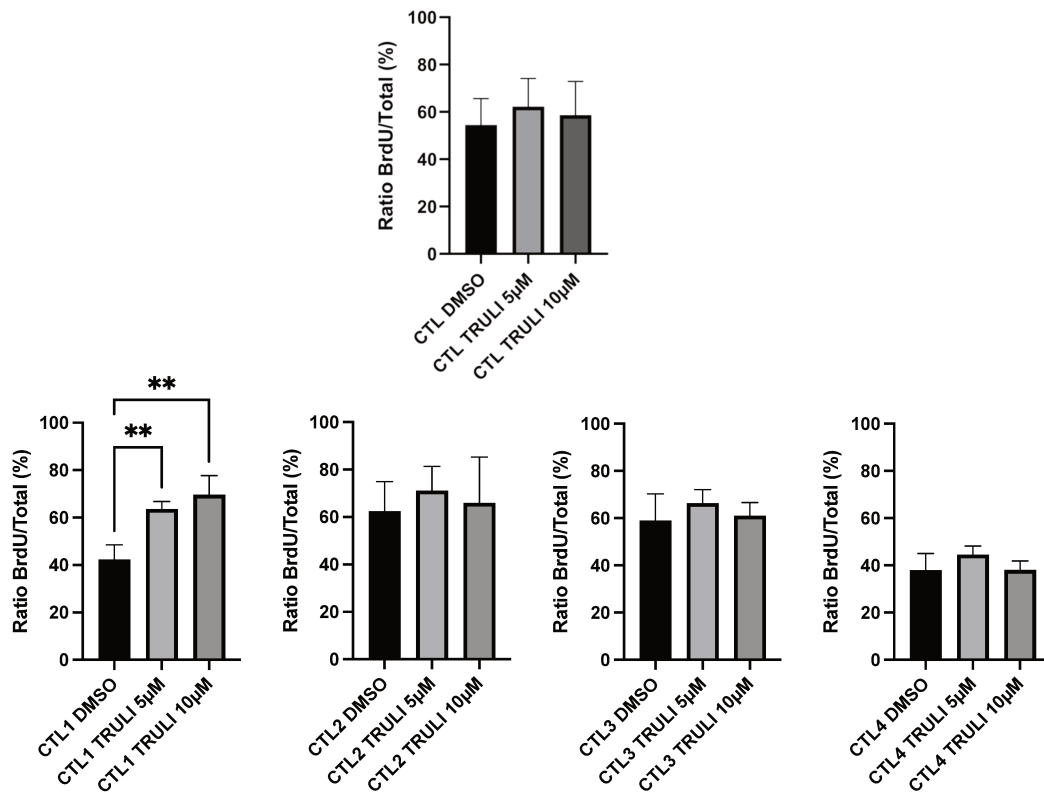 Ratio BrdU/Total (%)
100
80
60
40
20
0
CTL DMSO
CTL TRULI 5µM
CTL TRULI 10µM
**
**
Ratio BrdU/Total (%)
100
80
60
40
20
0
CTL1 DMSO
CTL1 TRULI 5µM
CTL1 TRULI 10µM
Ratio BrdU/Total (%)
100
80
60
40
20
0
CTL2 DMSO
CTL2 TRULI 5µM
CTL2 TRULI 10µM
Ratio BrdU/Total (%)
100
80
60
40
20
0
CTL3 DMSO
CTL3 TRULI 5µM
CTL3 TRULI 10µM
Ratio BrdU/Total (%)
100
80
60
40
20
0
CTL4 DMSO
CTL4 TRULI 5µM
CTL4 TRULI 10µM